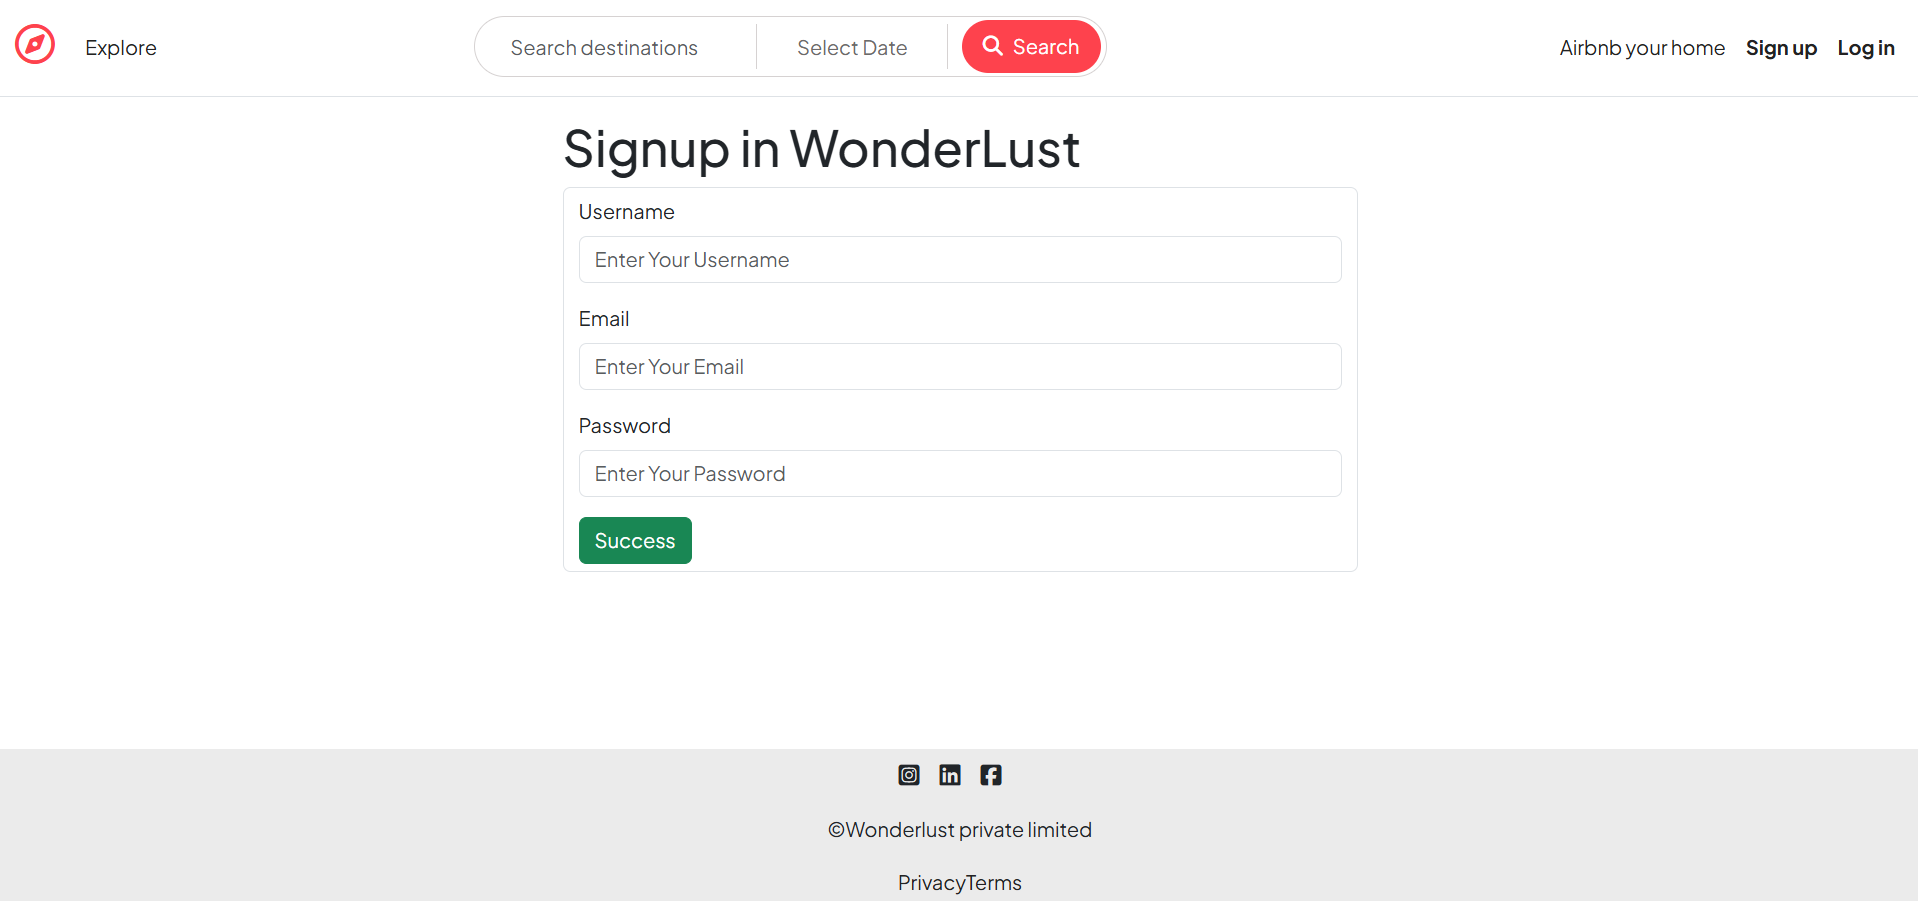 Explore
Search destinations
Select Date
Search
Airbnb your home
Sign up
Log in
Signup in WonderLust
Username
Enter Your Username
Email
Enter Your Email
Password
Enter Your Password
Success
©Wonderlust private limited
PrivacyTerms